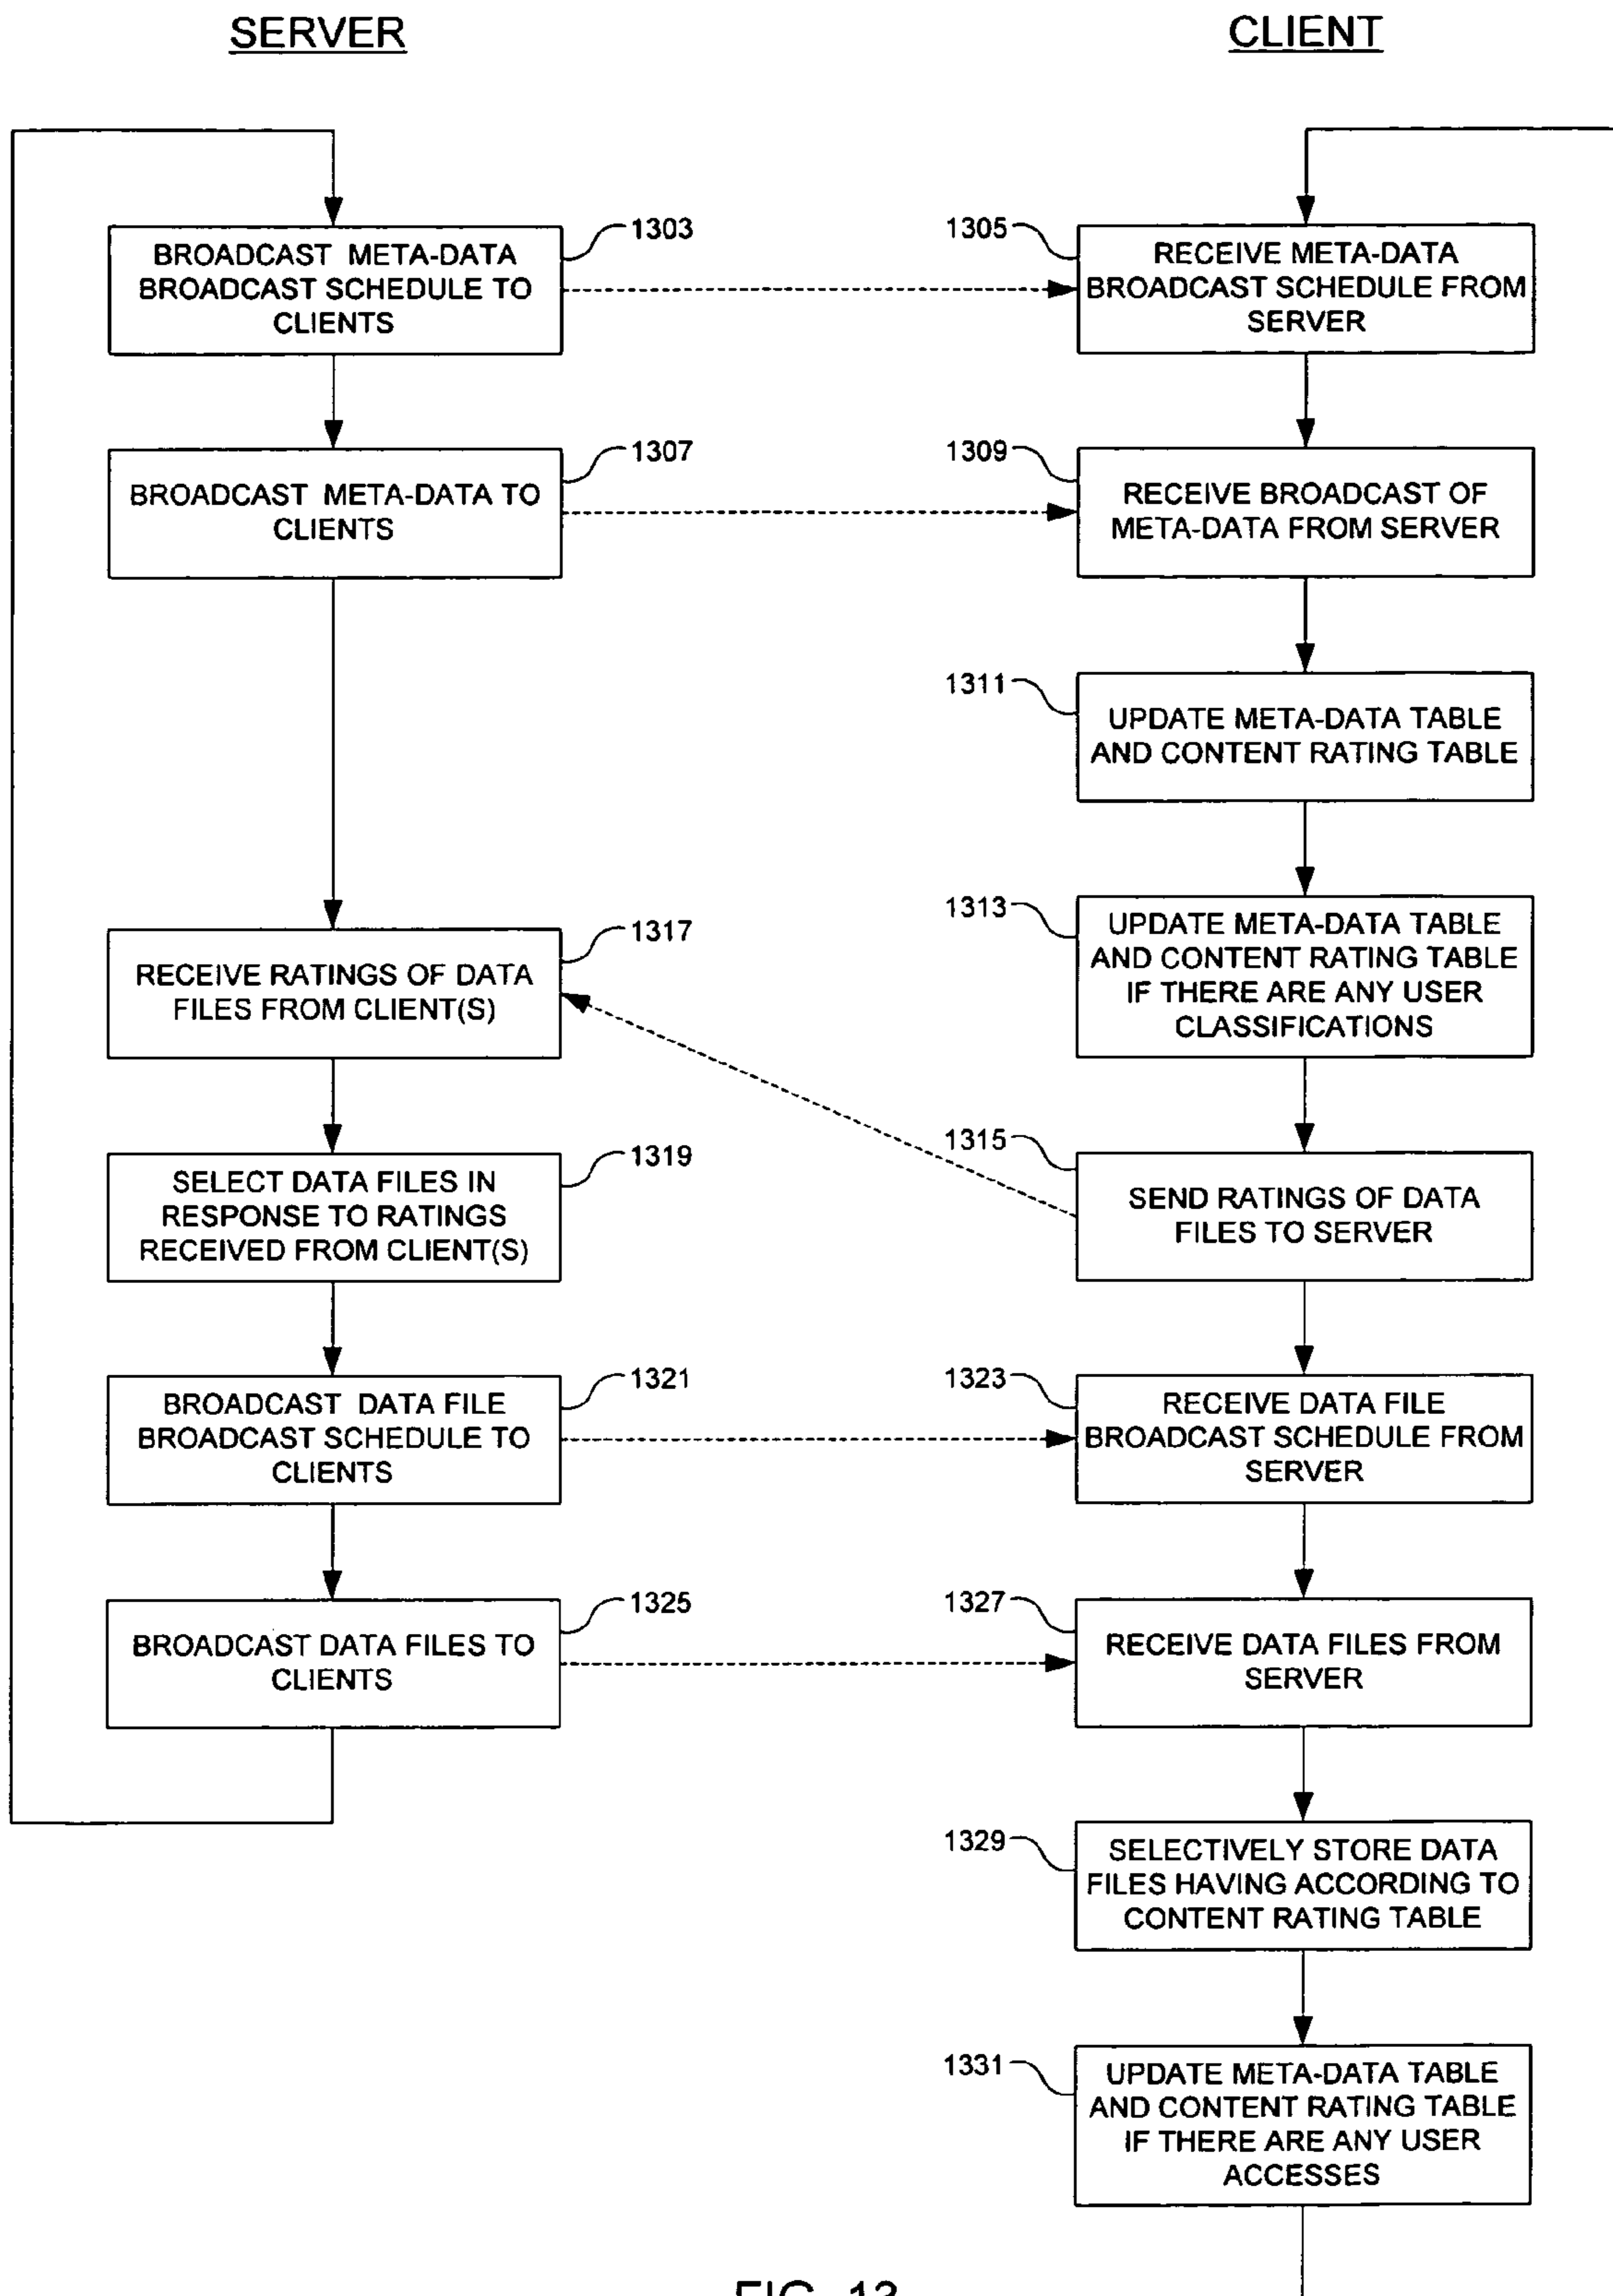 SERVER
CLIENT
1303
BROADCAST META-DATA
BROADCAST SCHEDULE TO
CLIENTS
1305
RECEIVE META-DATA
BROADCAST SCHEDULE FROM
SERVER
1307
BROADCAST META-DATA TO
CLIENTS
1309
RECEIVE BROADCAST OF
META-DATA FROM SERVER
1311
UPDATE META-DATA TABLE
AND CONTENT RATING TABLE
1313
UPDATE META-DATA TABLE
AND CONTENT RATING TABLE
IF THERE ARE ANY USER
CLASSIFICATIONS
1317
RECEIVE RATINGS OF DATA
FILES FROM CLIENT(S)
1315
SEND RATINGS OF DATA
FILES TO SERVER
1319
SELECT DATA FILES IN
RESPONSE TO RATINGS
RECEIVED FROM CLIENT(S)
1321
BROADCAST DATA FILE
BROADCAST SCHEDULE TO
CLIENTS
1323
RECEIVE DATA FILE
BROADCAST SCHEDULE FROM
SERVER
1325
BROADCAST DATA FILES TO
CLIENTS
1327
RECEIVE DATA FILES FROM
SERVER
1329
SELECTIVELY STORE DATA
FILES HAVING ACCORDING TO
CONTENT RATING TABLE
1331
UPDATE META-DATA TABLE
AND CONTENT RATING TABLE
IF THERE ARE ANY USER
ACCESSES
FIG. 13